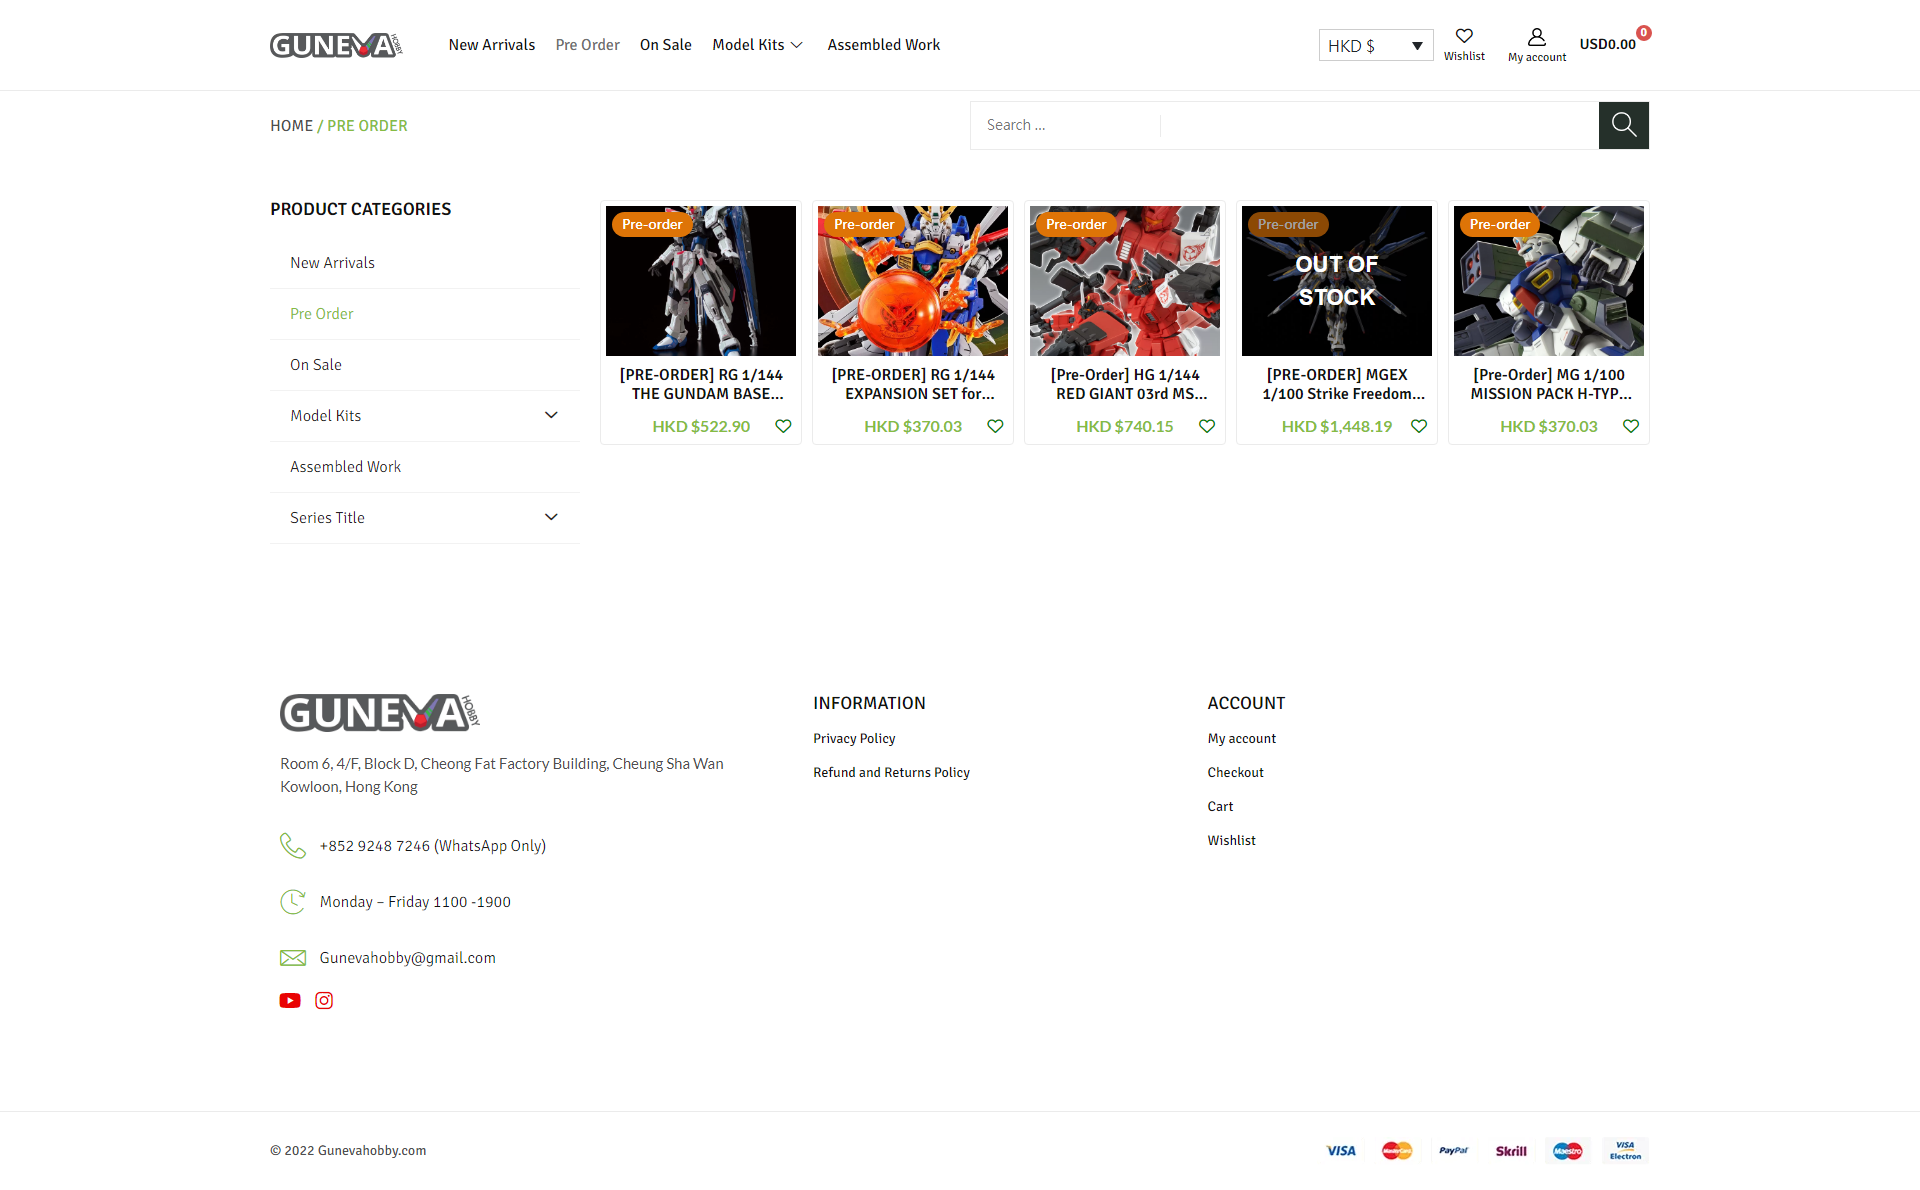 GUNEVA HOBBY
New Arrivals
Pre Order
On Sale
Model Kits
Assembled Work
HKD $
Wishlist
My account
USD0.00
0
HOME / PRE ORDER
Search ...
PRODUCT CATEGORIES
New Arrivals
Pre Order
On Sale
Model Kits
Assembled Work
Series Title
Pre-order
[PRE-ORDER] RG 1/144
THE GUNDAM BASE...
HKD $522.90
Pre-order
[PRE-ORDER] RG 1/144
EXPANSION SET for...
HKD $370.03
Pre-order
[Pre-Order] HG 1/144
RED GIANT 03rd MS...
HKD $740.15
Pre-order
OUT OF
STOCK
[PRE-ORDER] MGEX
1/100 Strike Freedom...
HKD $1,448.19
Pre-order
[Pre-Order] MG 1/100
MISSION PACK H-TYP...
HKD $370.03
GUNEVA HOBBY
Room 6, 4/F, Block D, Cheong Fat Factory Building, Cheung Sha Wan
Kowloon, Hong Kong
+852 9248 7246 (WhatsApp Only)
Monday – Friday 1100 -1900
Gunevahobby@gmail.com
INFORMATION
Privacy Policy
Refund and Returns Policy
ACCOUNT
My account
Checkout
Cart
Wishlist
© 2022 Gunevahobby.com
VISA
MasterCard
PayPal
Skrill
Maestro
VISA
Electron